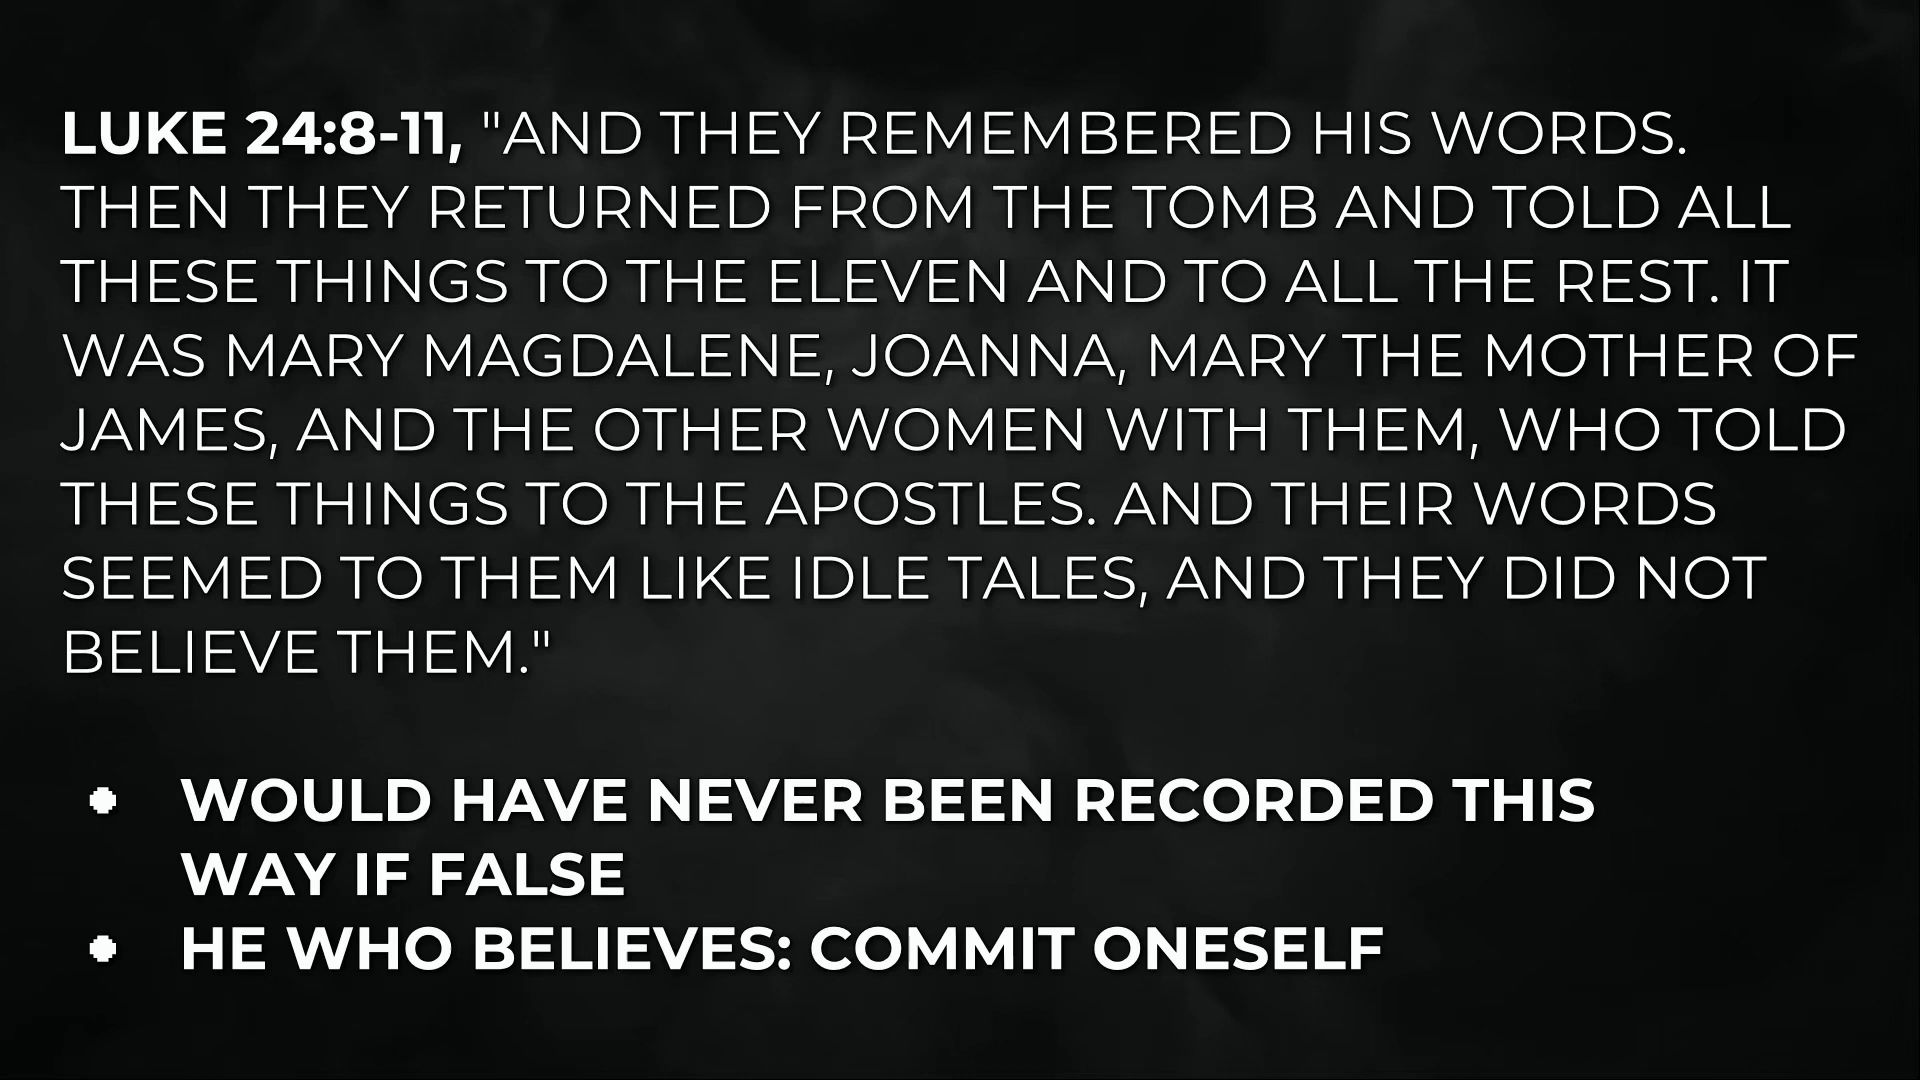 LUKE 24:8-11, "AND THEY REMEMBERED HIS WORDS.
THEN THEY RETURNED FROM THE TOMB AND TOLD ALL
THESE THINGS TO THE ELEVEN AND TO ALL THE REST. IT
WAS MARY MAGDALENE, JOANNA, MARY THE MOTHER OF
JAMES, AND THE OTHER WOMEN WITH THEM, WHO TOLD
THESE THINGS TO THE APOSTLES. AND THEIR WORDS
SEEMED TO THEM LIKE IDLE TALES, AND THEY DID NOT
BELIEVE THEM."
• WOULD HAVE NEVER BEEN RECORDED THIS
WAY IF FALSE
• HE WHO BELIEVES: COMMIT ONESELF